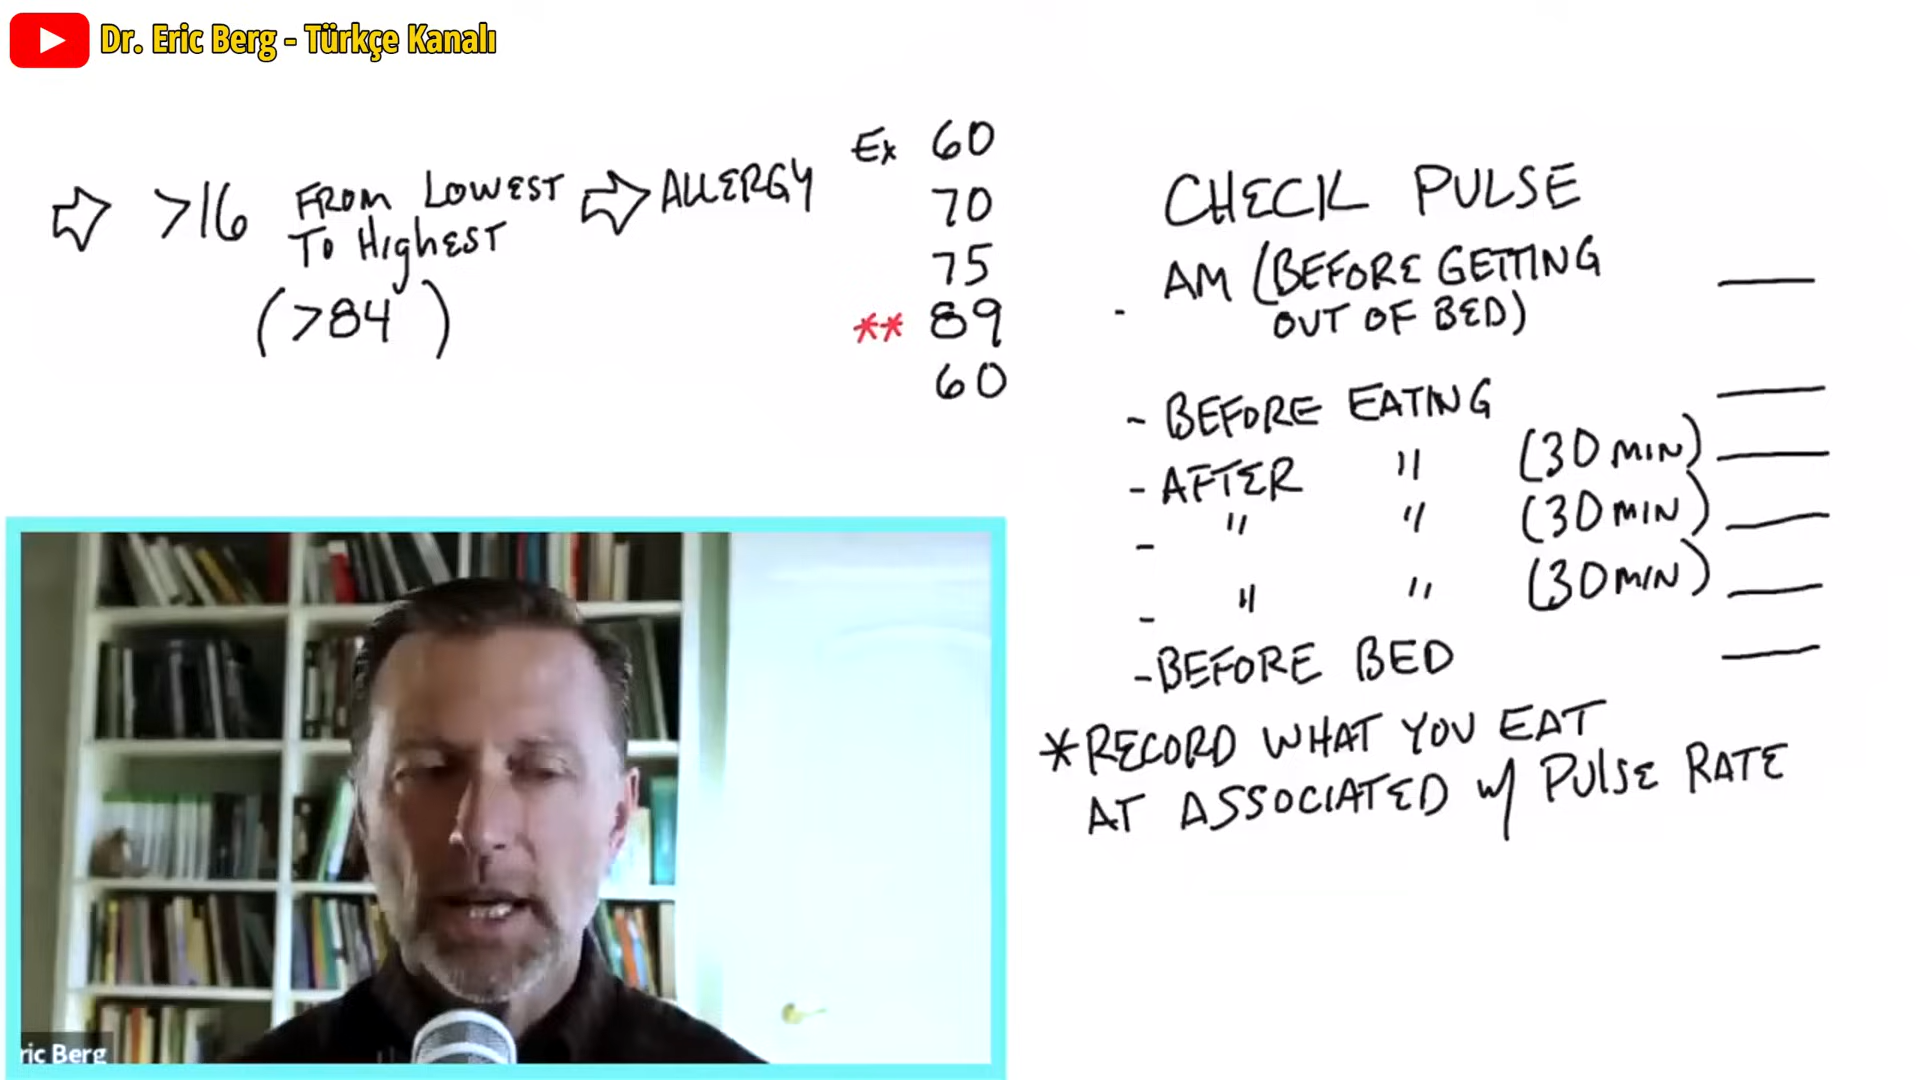 Dr. Eric Berg - Türkçe Kanalı
>16 FROM LOWEST TO HIghEST
(>84)
ALLERGY
Ex 60
70
75
** 89
60
CHECK PULSE
AM (BEFORE GETTING
OUT OF BED)
- BEFORE EATING
- AFTER " (30 MIN)
- " " (30 MIN)
- " " (30 MIN)
- BEFORE BED
*RECORD WHAT YOU EAT
AT ASSOCIATED w/ PULSE RATE
ric Berg